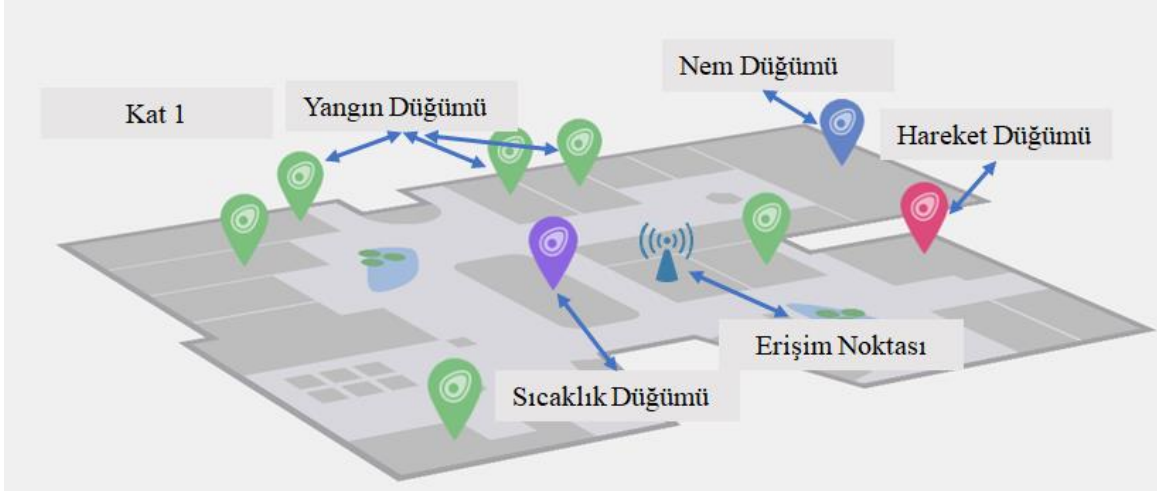 Nem Düğümü
Yangın Düğümü
Kat 1
Hareket Düğümü
Erişim Noktası
Sıcaklık Düğümü